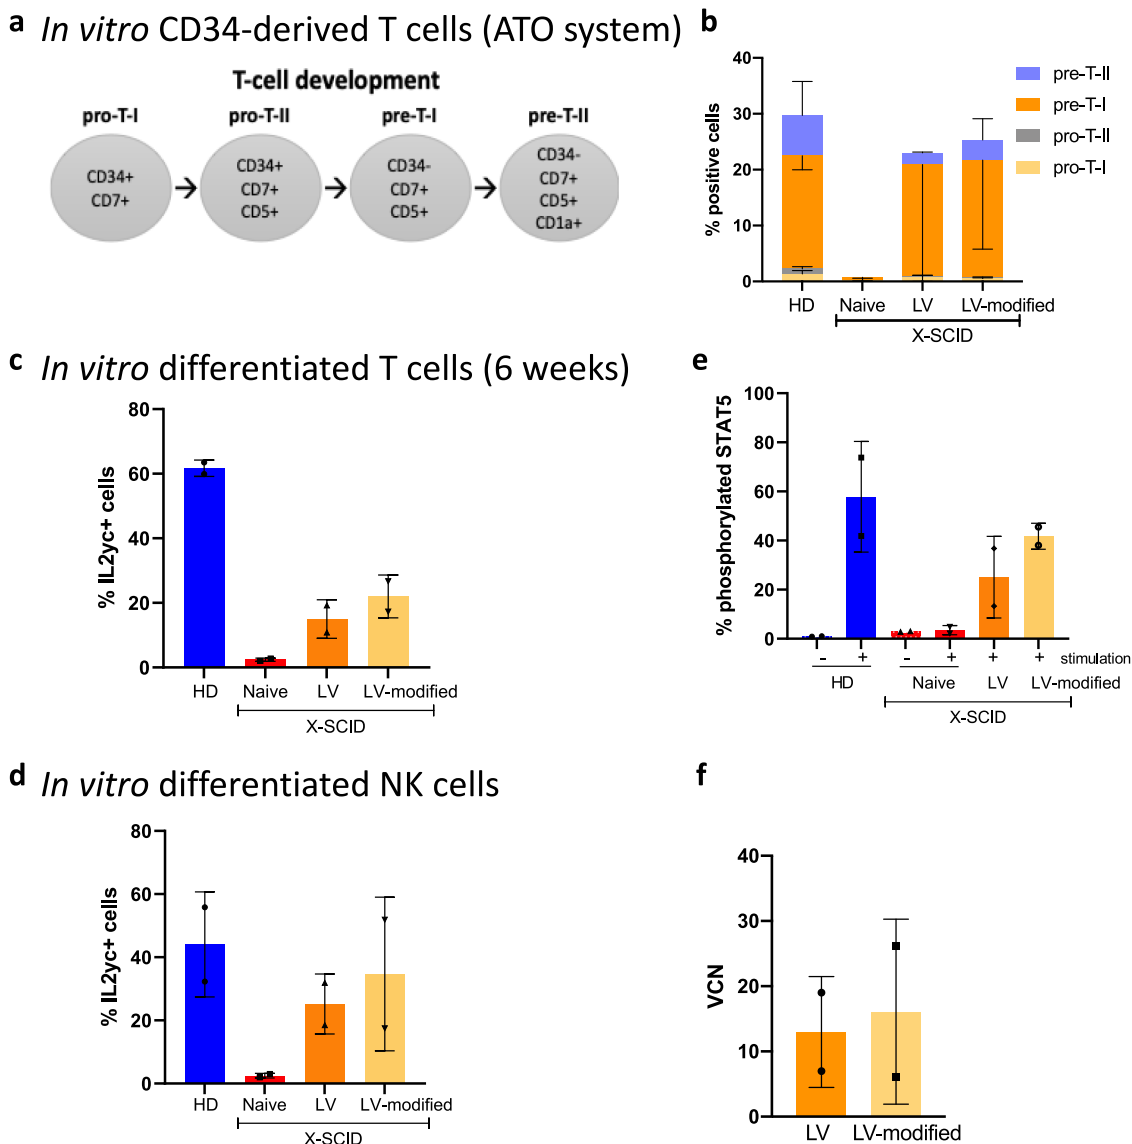 a In vitro CD34-derived T cells (ATO system)
T-cell development
pro-T-I pro-T-II pre-T-I pre-T-II
CD34+
CD7+
CD34+
CD7+
CD5+
CD34-
CD7+
CD5+
CD34-
CD7+
CD5+
CD1a+
b
% positive cells
40
30
20
10
0
HD Naive LV LV-modified
X-SCID
pre-T-II
pre-T-I
pro-T-II
pro-T-I
c In vitro differentiated T cells (6 weeks)
% IL2yc+ cells
80
60
40
20
0
HD Naive LV LV-modified
X-SCID
e
% phosphorylated STAT5
100
80
60
40
20
0
- + - + + + stimulation
HD Naive LV LV-modified
X-SCID
d In vitro differentiated NK cells
% IL2yc+ cells
80
60
40
20
0
HD Naive LV LV-modified
X-SCID
f
VCN
40
30
20
10
0
LV LV-modified